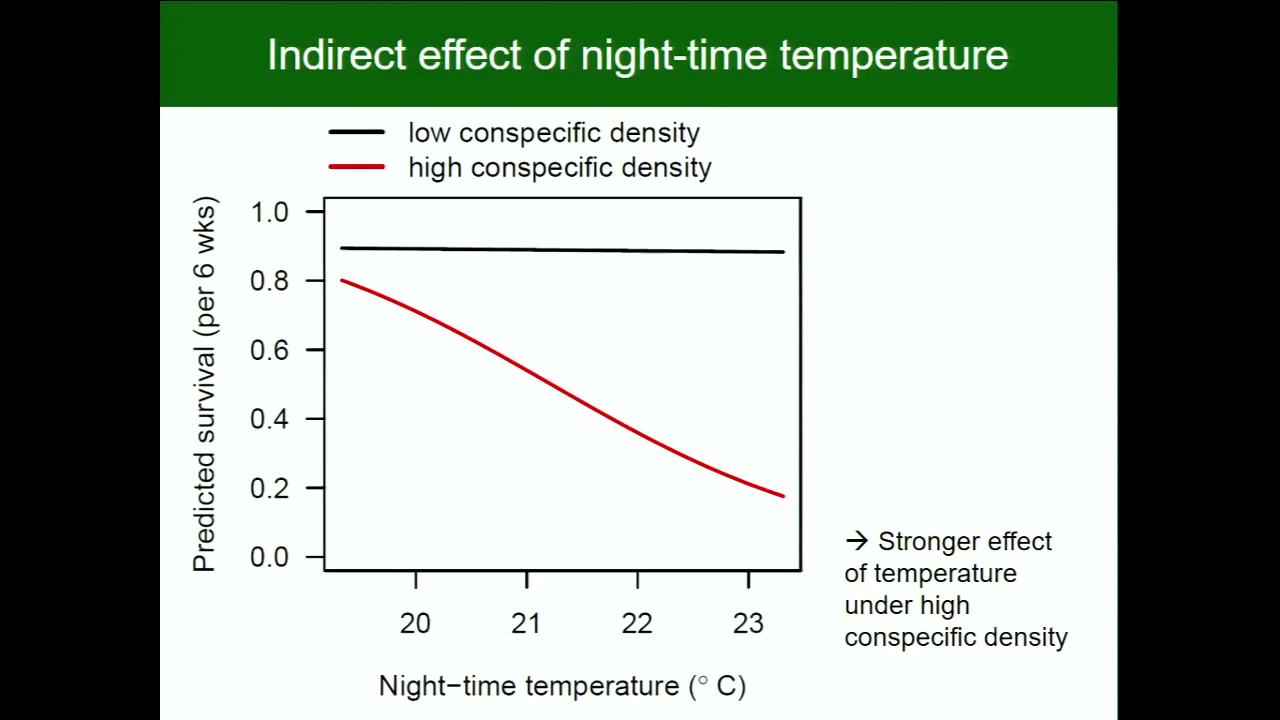 Indirect effect of night-time temperature
low conspecific density
high conspecific density
Predicted survival (per 6 wks)
1.0
0.8
0.6
0.4
0.2
0.0
20 21 22 23
Night−time temperature (° C)
→ Stronger effect
of temperature
under high
conspecific density